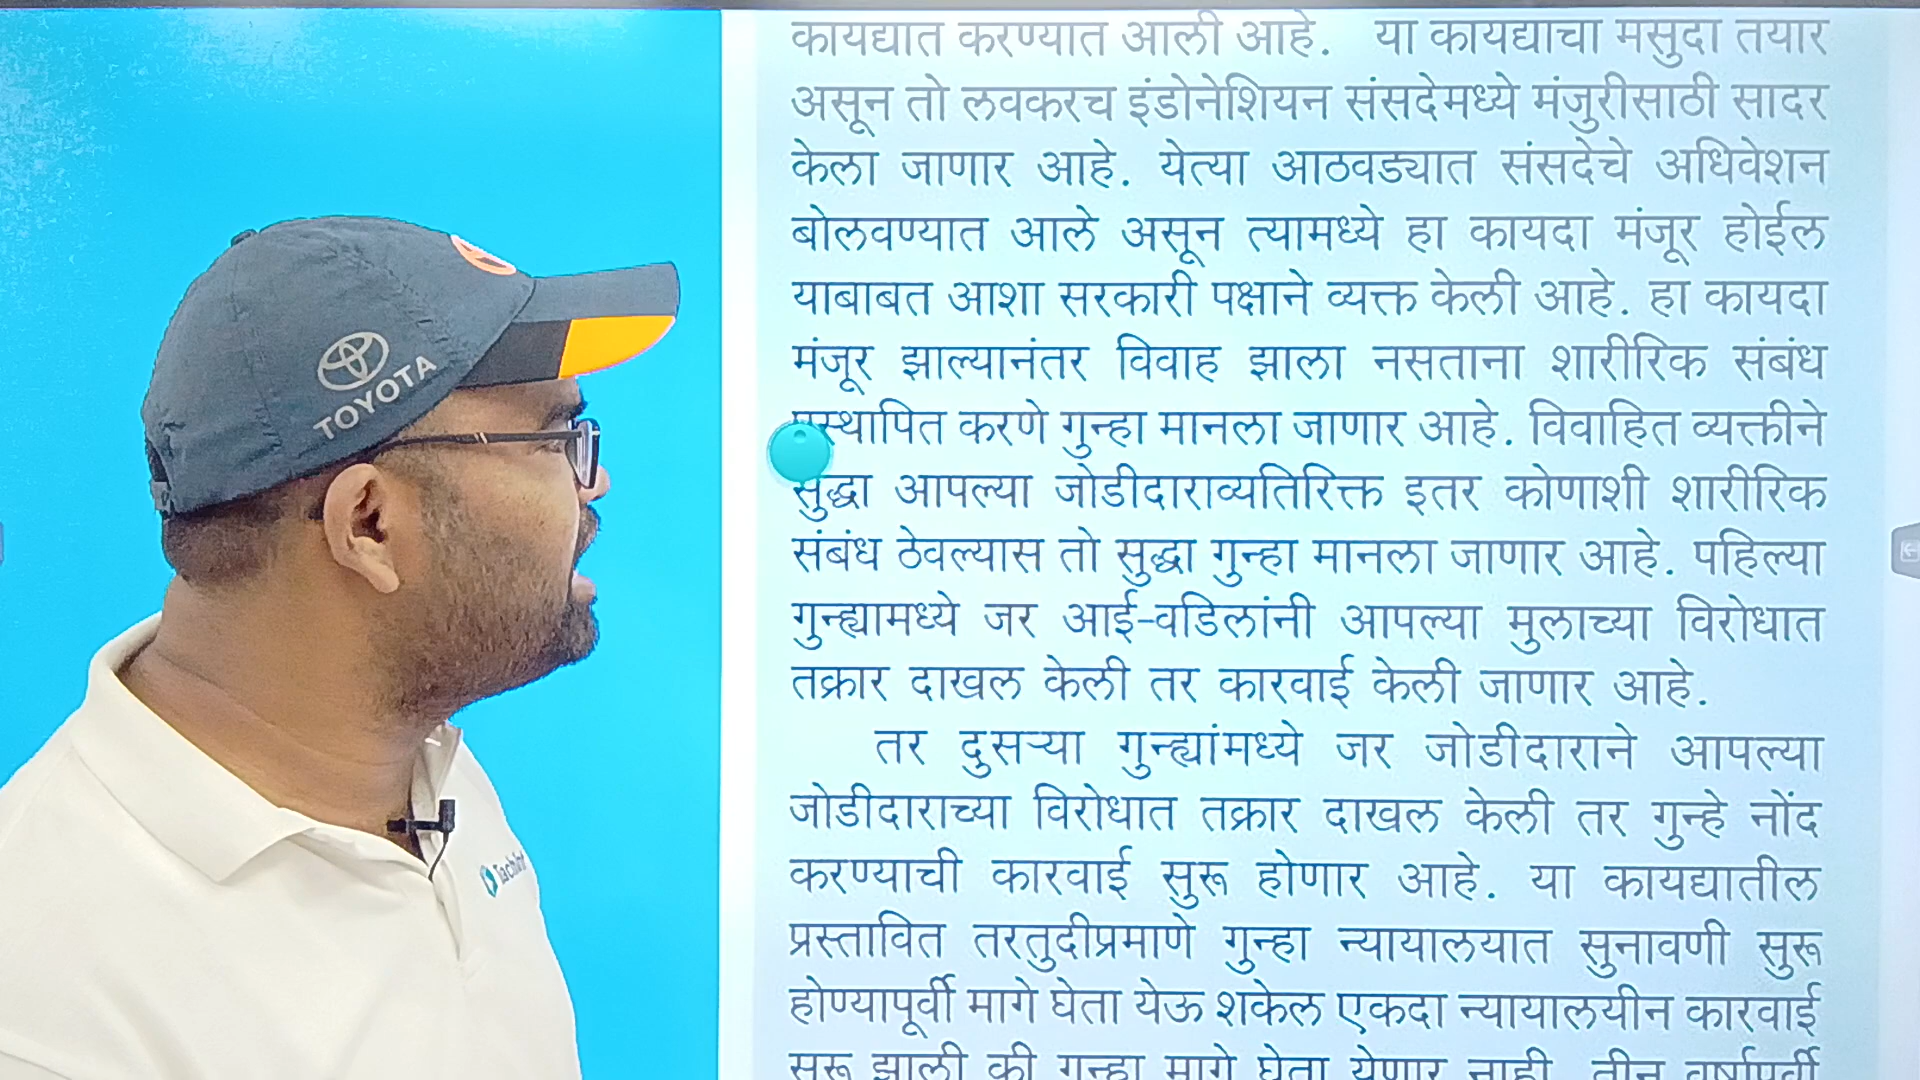 TOYOTA
कायद्यात करण्यात आली आहे. या कायद्याचा मसुदा तयार
असून तो लवकरच इंडोनेशियन संसदेमध्ये मंजुरीसाठी सादर
केला जाणार आहे. येत्या आठवड्यात संसदेचे अधिवेशन
बोलवण्यात आले असून त्यामध्ये हा कायदा मंजूर होईल
याबाबत आशा सरकारी पक्षाने व्यक्त केली आहे. हा कायदा
मंजूर झाल्यानंतर विवाह झाला नसताना शारीरिक संबंध
प्रस्थापित करणे गुन्हा मानला जाणार आहे. विवाहित व्यक्तीने
सुद्धा आपल्या जोडीदाराव्यतिरिक्त इतर कोणाशी शारीरिक
संबंध ठेवल्यास तो सुद्धा गुन्हा मानला जाणार आहे. पहिल्या
गुन्ह्यामध्ये जर आई-वडिलांनी आपल्या मुलाच्या विरोधात
तक्रार दाखल केली तर कारवाई केली जाणार आहे.
तर दुसऱ्या गुन्ह्यांमध्ये जर जोडीदाराने आपल्या
जोडीदाराच्या विरोधात तक्रार दाखल केली तर गुन्हे नोंद
करण्याची कारवाई सुरू होणार आहे. या कायद्यातील
प्रस्तावित तरतुदीप्रमाणे गुन्हा न्यायालयात सुनावणी सुरू
होण्यापूर्वी मागे घेता येऊ शकेल एकदा न्यायालयीन कारवाई
सुरू झाली की गुन्हा मागे घेता येणार नाही. तीन वर्षांपूर्वी